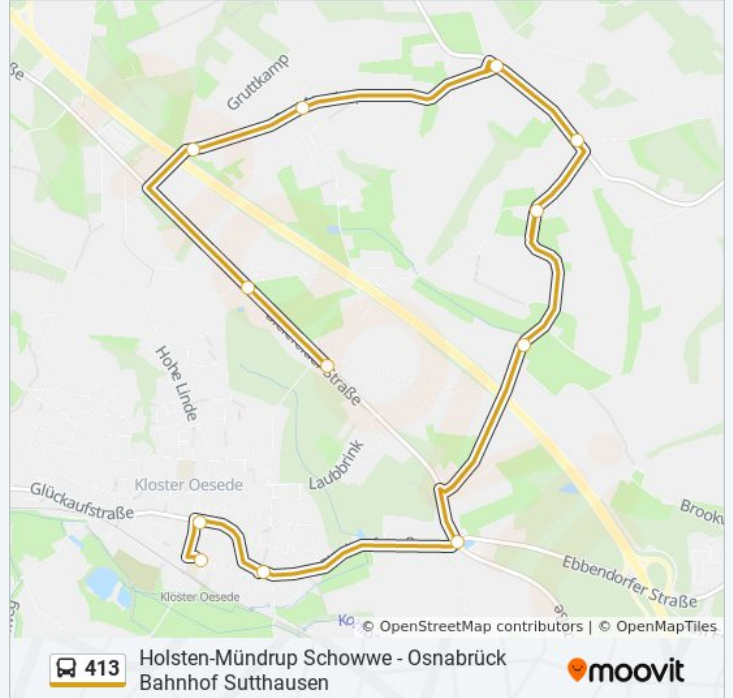 Gruttkamp
Straße
Hohe Linde
Laubbrink
Kloster Oesede
Glückaufstraße
Kloster Oesede
Brookw
Ebbendorfer Straße
© OpenStreetMap contributors | © OpenMapTiles
413
Holsten-Mündrup Schowwe - Osnabrück
Bahnhof Sutthausen
moovit